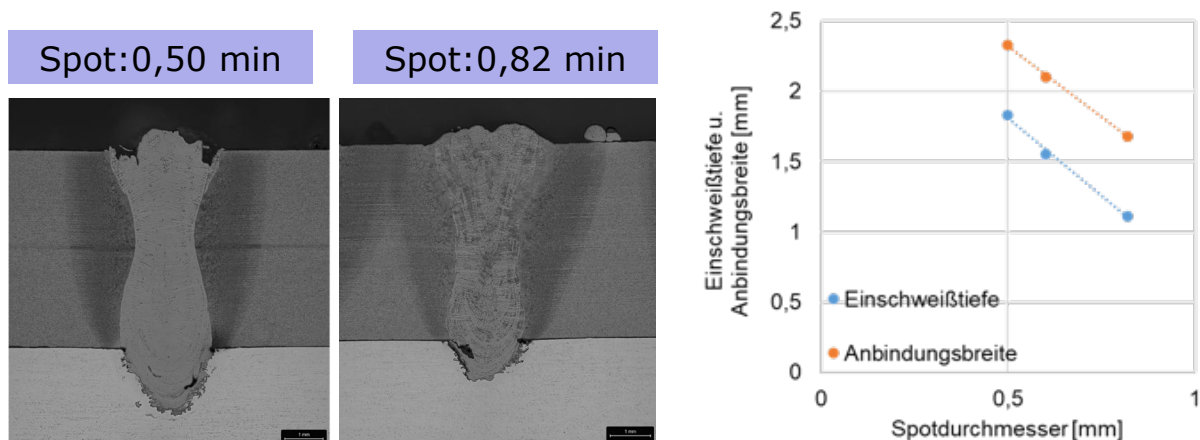 Spot:0,50 min
Spot:0,82 min
1 mm
1 mm
Einschweißtiefe u.
Anbindungsbreite [mm]
2,5
2
1,5
1
0,5
0
Einschweißtiefe
Anbindungsbreite
0
0,5
1
Spotdurchmesser [mm]